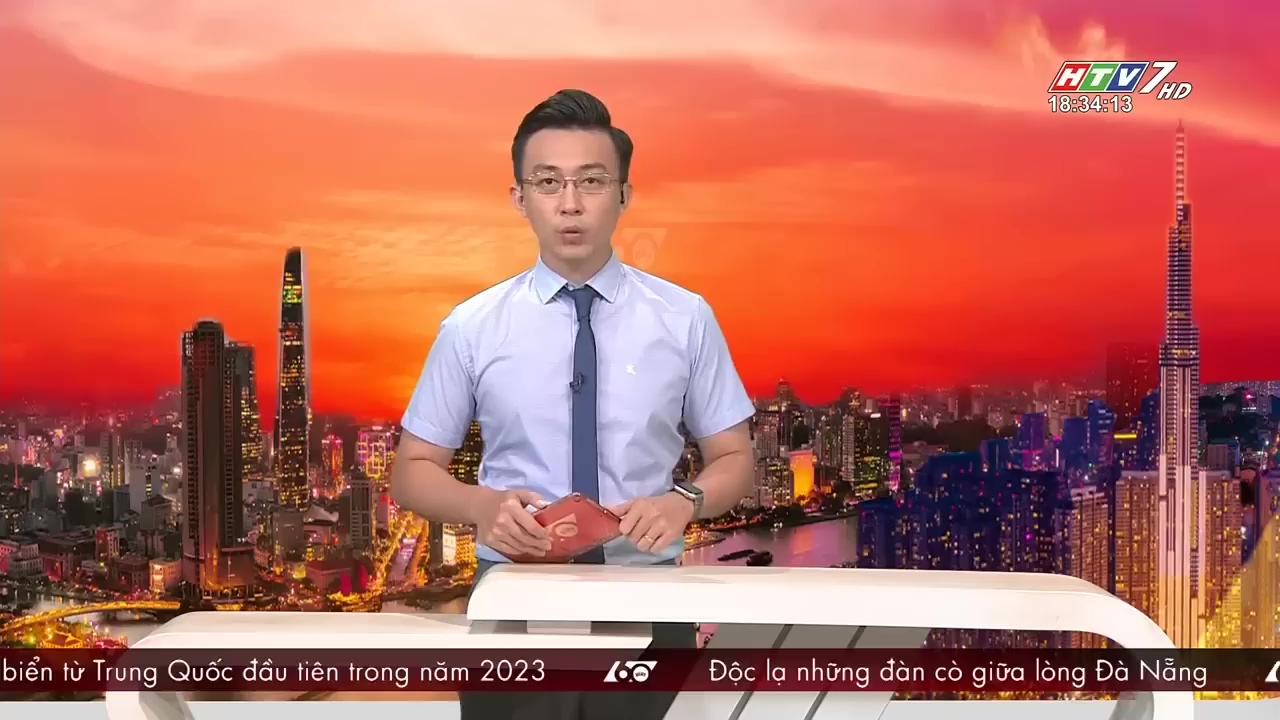 HTV7 HD
18:34:13
biển từ Trung Quốc đầu tiên trong năm 2023 60 Độc lạ những đàn cò giữa lòng Đà Nẵng